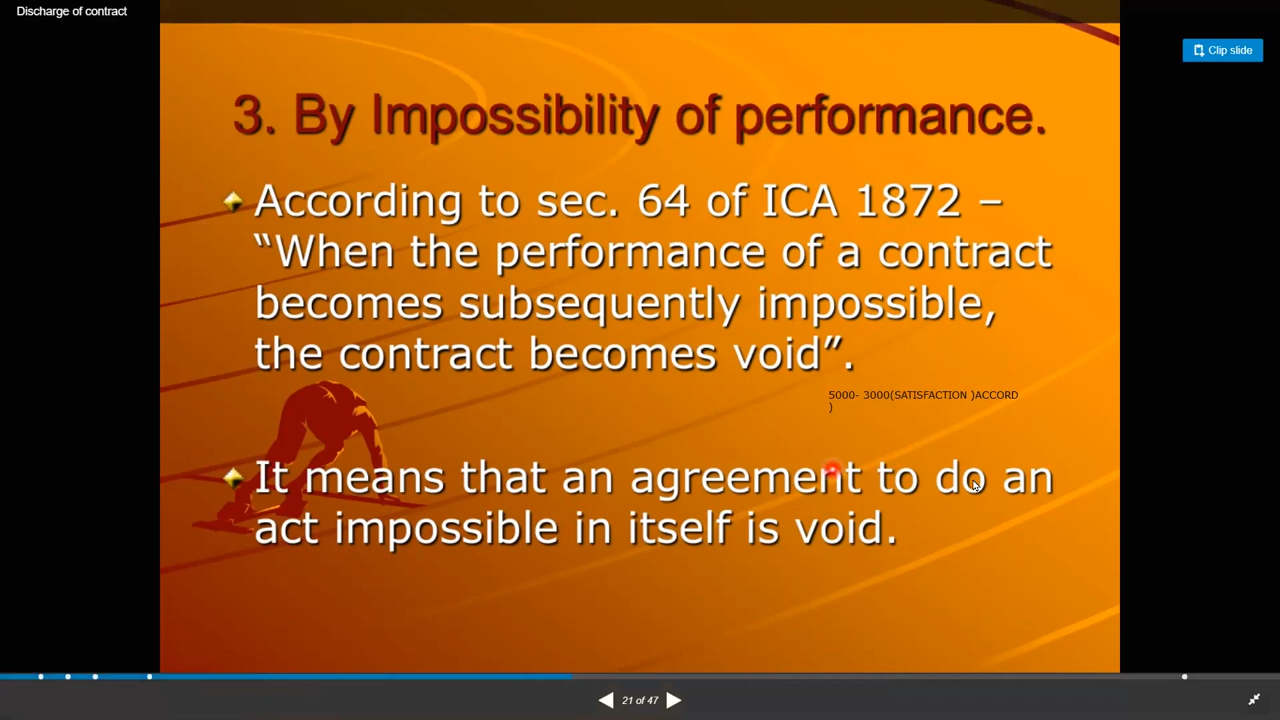 Discharge of contract
Clip slide
3. By Impossibility of performance.
According to sec. 64 of ICA 1872 –
“When the performance of a contract
becomes subsequently impossible,
the contract becomes void”.
5000- 3000(SATISFACTION )ACCORD
)
It means that an agreement to do an
act impossible in itself is void.
21 of 47